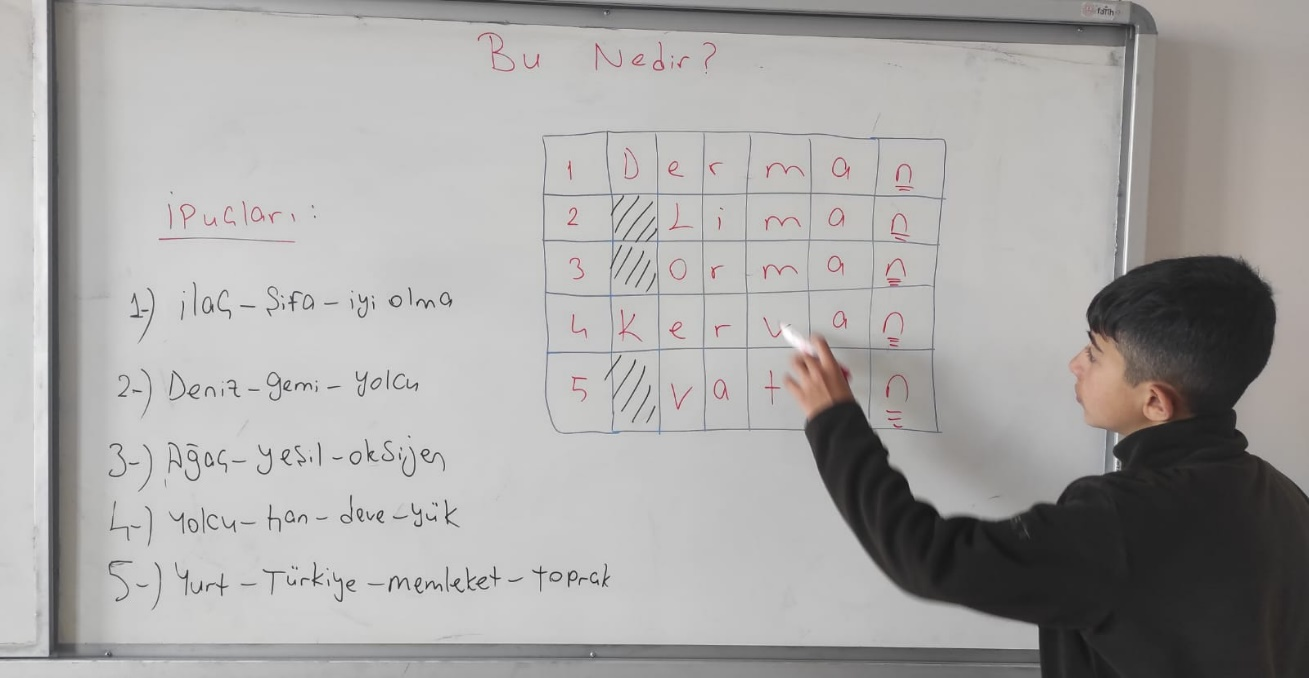 Bu Nedir?
1 D e r m a n
2 L i m a n
3 O r m a n
4 K e r v a n
5 v a t n
İpuçları:
1-) ilaç - Şifa - iyi olma
2-) Deniz - gemi - yolcu
3-) Ağaç - yeşil - oksijen
4-) yolcu - han - deve - yük
5-) Yurt - Türkiye - memleket - toprak